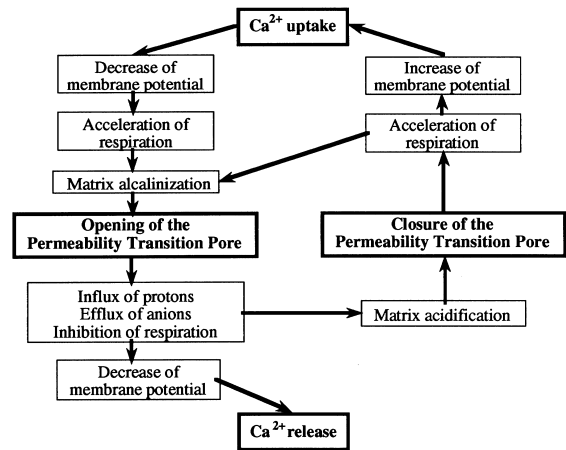 Ca2+ uptake
Decrease of
membrane potential
Increase of
membrane potential
Acceleration of
respiration
Acceleration of
respiration
Matrix alcalinization
Opening of the
Permeability Transition Pore
Closure of the
Permeability Transition Pore
Influx of protons
Efflux of anions
Inhibition of respiration
Matrix acidification
Decrease of
membrane potential
Ca2+ release